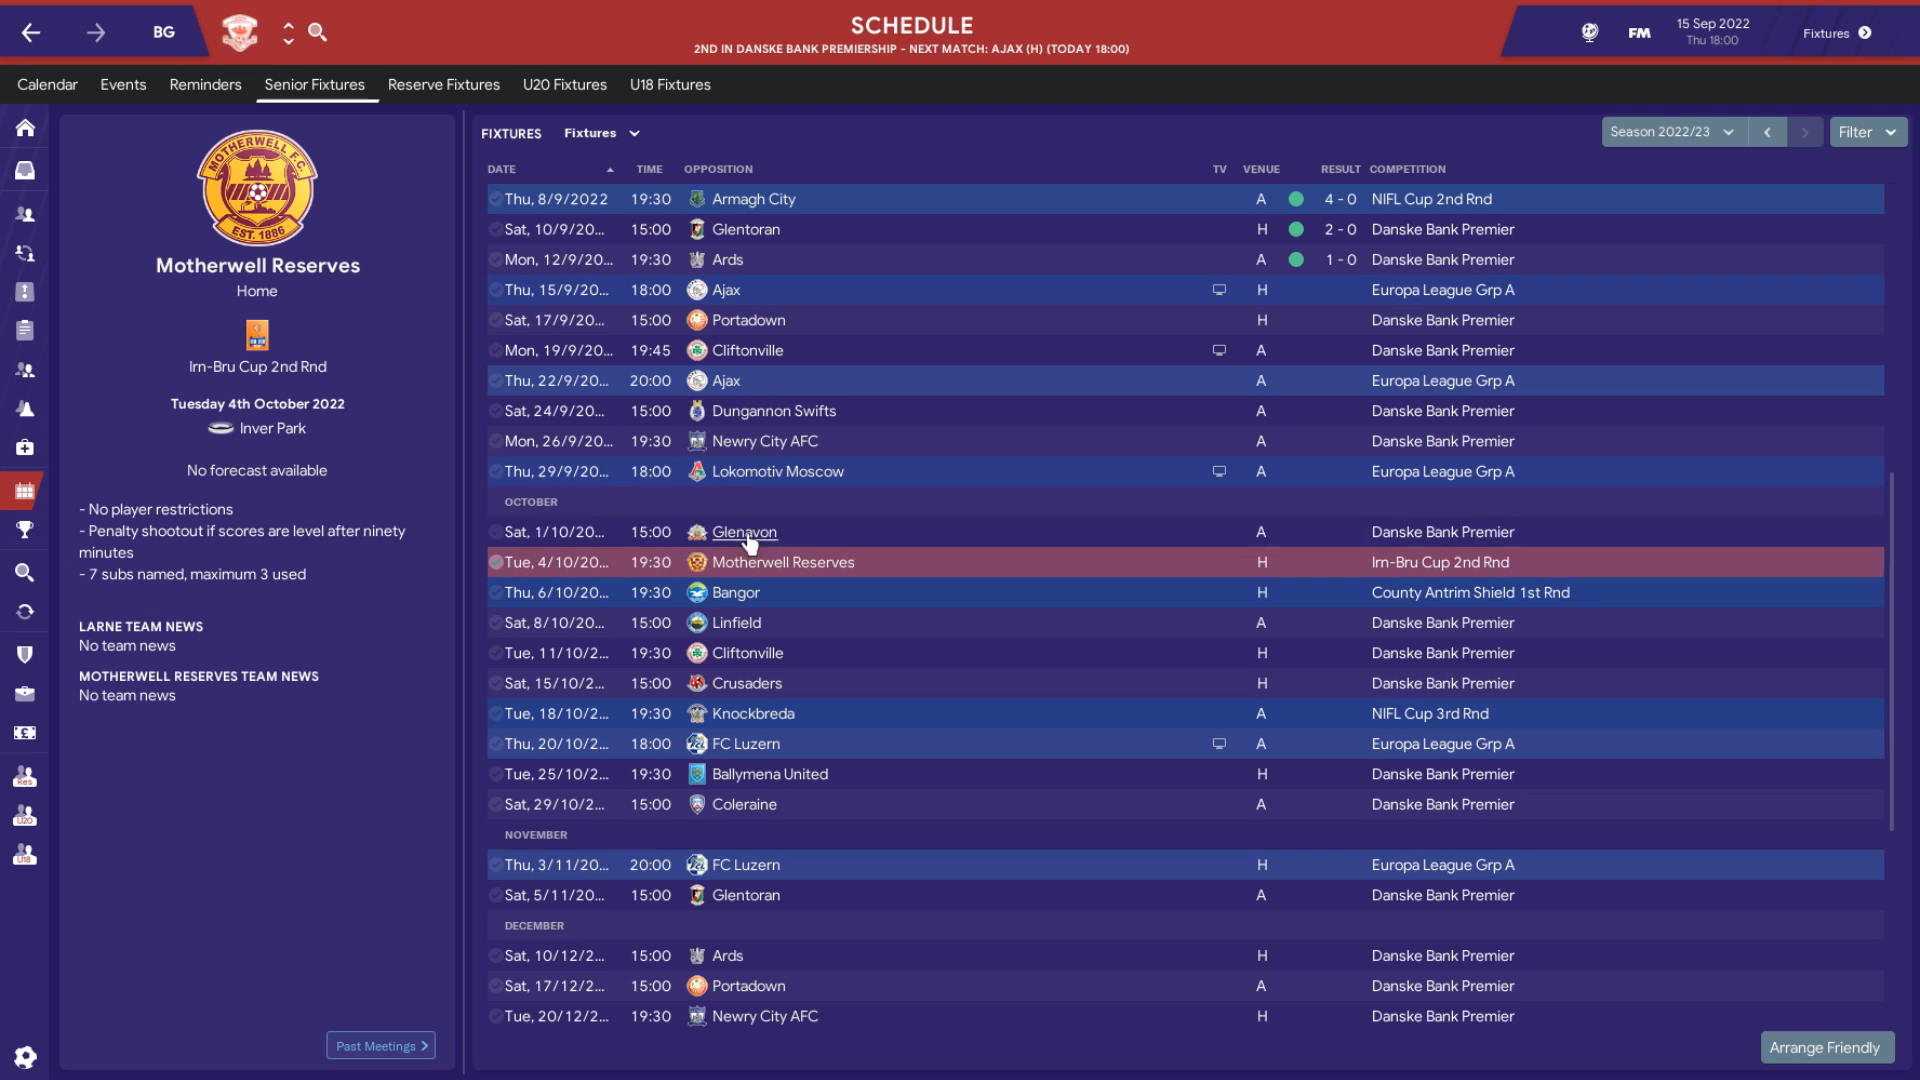 BG
SCHEDULE
2ND IN DANSKE BANK PREMIERSHIP - NEXT MATCH: AJAX (H) (TODAY 18:00)
FM
15 Sep 2022
Thu 18:00
Fixtures
Calendar Events Reminders Senior Fixtures Reserve Fixtures U20 Fixtures U18 Fixtures
MOTHERWELL F.C.
EST. 1886
Motherwell Reserves
Home
Irn-Bru Cup 2nd Rnd
Tuesday 4th October 2022
Inver Park
No forecast available
- No player restrictions
- Penalty shootout if scores are level after ninety
minutes
- 7 subs named, maximum 3 used
LARNE TEAM NEWS
No team news
MOTHERWELL RESERVES TEAM NEWS
No team news
Past Meetings
Res
U20
U18
FIXTURES Fixtures Season 2022/23 Filter
DATE TIME OPPOSITION TV VENUE RESULT COMPETITION
Thu, 8/9/2022 19:30 Armagh City A 4 - 0 NIFL Cup 2nd Rnd
Sat, 10/9/20... 15:00 Glentoran H 2 - 0 Danske Bank Premier
Mon, 12/9/20... 19:30 Ards A 1 - 0 Danske Bank Premier
Thu, 15/9/20... 18:00 Ajax H Europa League Grp A
Sat, 17/9/20... 15:00 Portadown H Danske Bank Premier
Mon, 19/9/20... 19:45 Cliftonville A Danske Bank Premier
Thu, 22/9/20... 20:00 Ajax A Europa League Grp A
Sat, 24/9/20... 15:00 Dungannon Swifts A Danske Bank Premier
Mon, 26/9/20... 19:30 Newry City AFC A Danske Bank Premier
Thu, 29/9/20... 18:00 Lokomotiv Moscow A Europa League Grp A
OCTOBER
Sat, 1/10/20... 15:00 Glenavon A Danske Bank Premier
Tue, 4/10/20... 19:30 Motherwell Reserves H Irn-Bru Cup 2nd Rnd
Thu, 6/10/20... 19:30 Bangor H County Antrim Shield 1st Rnd
Sat, 8/10/20... 15:00 Linfield A Danske Bank Premier
Tue, 11/10/2... 19:30 Cliftonville H Danske Bank Premier
Sat, 15/10/2... 15:00 Crusaders H Danske Bank Premier
Tue, 18/10/2... 19:30 Knockbreda A NIFL Cup 3rd Rnd
Thu, 20/10/2... 18:00 FC Luzern A Europa League Grp A
Tue, 25/10/2... 19:30 Ballymena United H Danske Bank Premier
Sat, 29/10/2... 15:00 Coleraine A Danske Bank Premier
NOVEMBER
Thu, 3/11/20... 20:00 FC Luzern H Europa League Grp A
Sat, 5/11/20... 15:00 Glentoran A Danske Bank Premier
DECEMBER
Sat, 10/12/2... 15:00 Ards H Danske Bank Premier
Sat, 17/12/2... 15:00 Portadown A Danske Bank Premier
Tue, 20/12/2... 19:30 Newry City AFC H Danske Bank Premier
Arrange Friendly